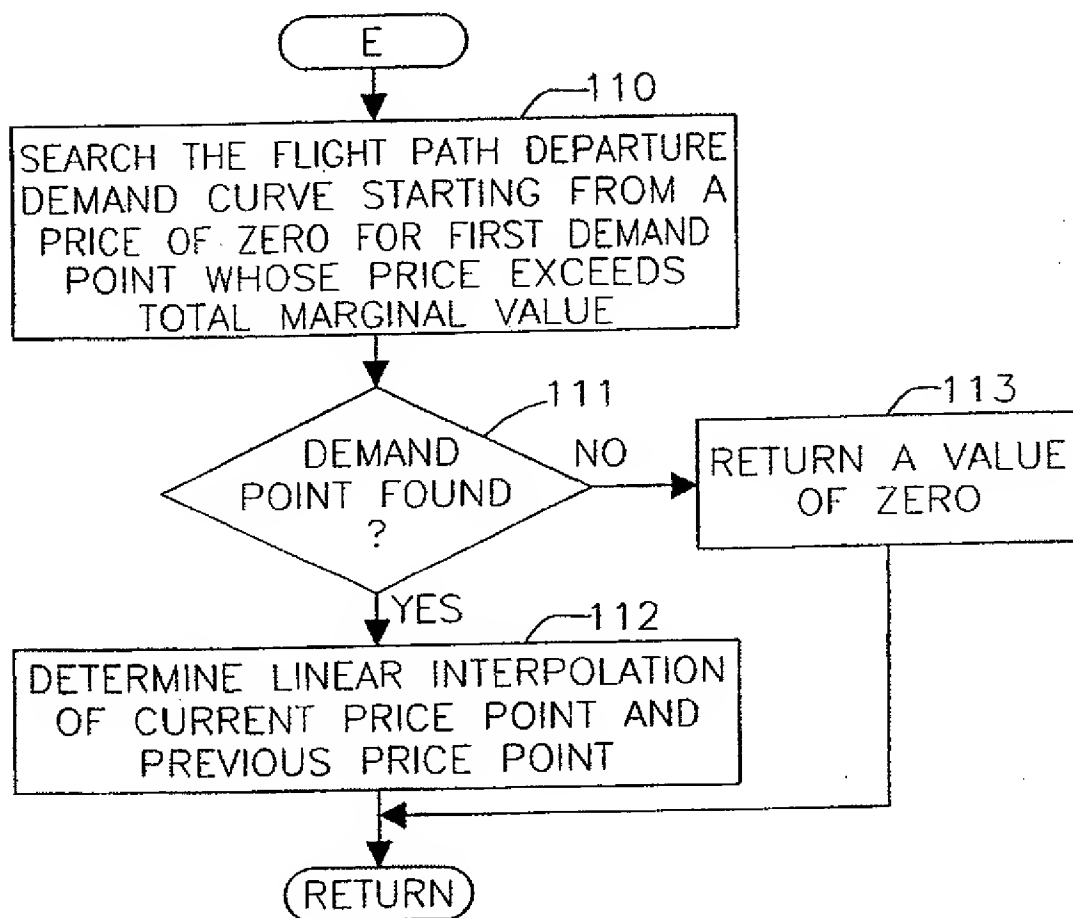 E
110
SEARCH THE FLIGHT PATH DEPARTURE
DEMAND CURVE STARTING FROM A
PRICE OF ZERO FOR FIRST DEMAND
POINT WHOSE PRICE EXCEEDS
TOTAL MARGINAL VALUE
111
DEMAND
POINT FOUND
?
NO
113
RETURN A VALUE
OF ZERO
YES
112
DETERMINE LINEAR INTERPOLATION
OF CURRENT PRICE POINT AND
PREVIOUS PRICE POINT
RETURN